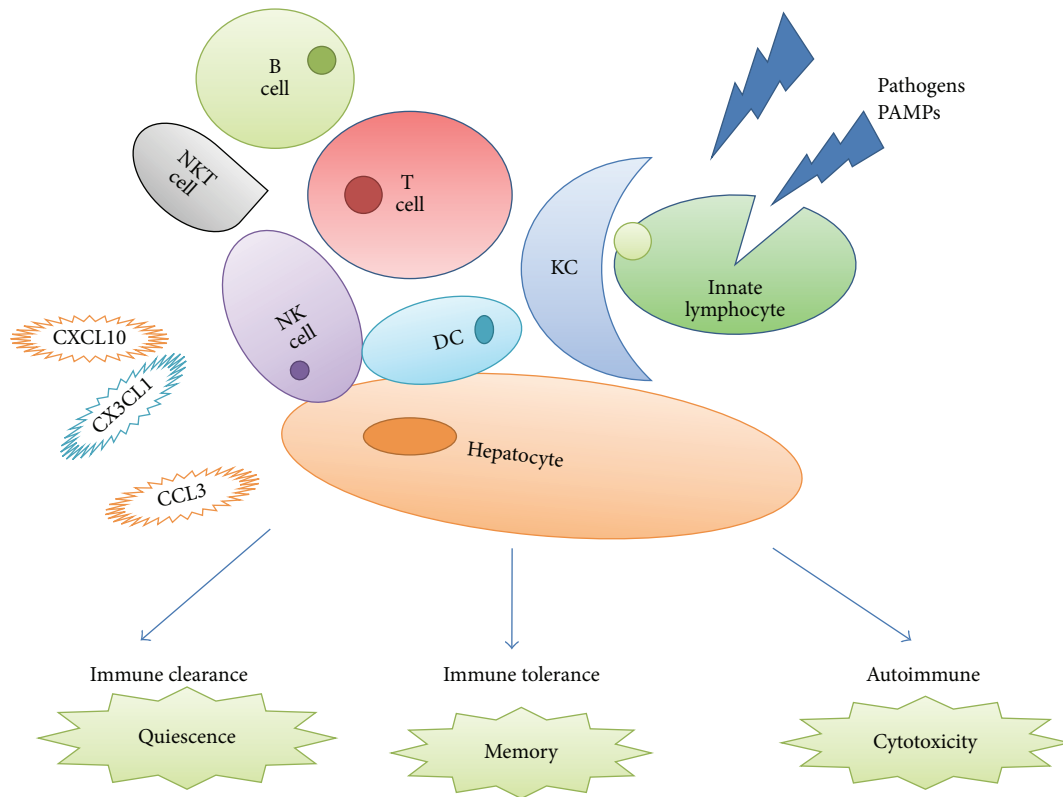 B
cell
Pathogens
PAMPs
NKT
cell
T
cell
KC
Innate
lymphocyte
NK
cell
DC
CXCL10
CX3CL1
Hepatocyte
CCL3
Immune clearance
Immune tolerance
Autoimmune
Quiescence
Memory
Cytotoxicity